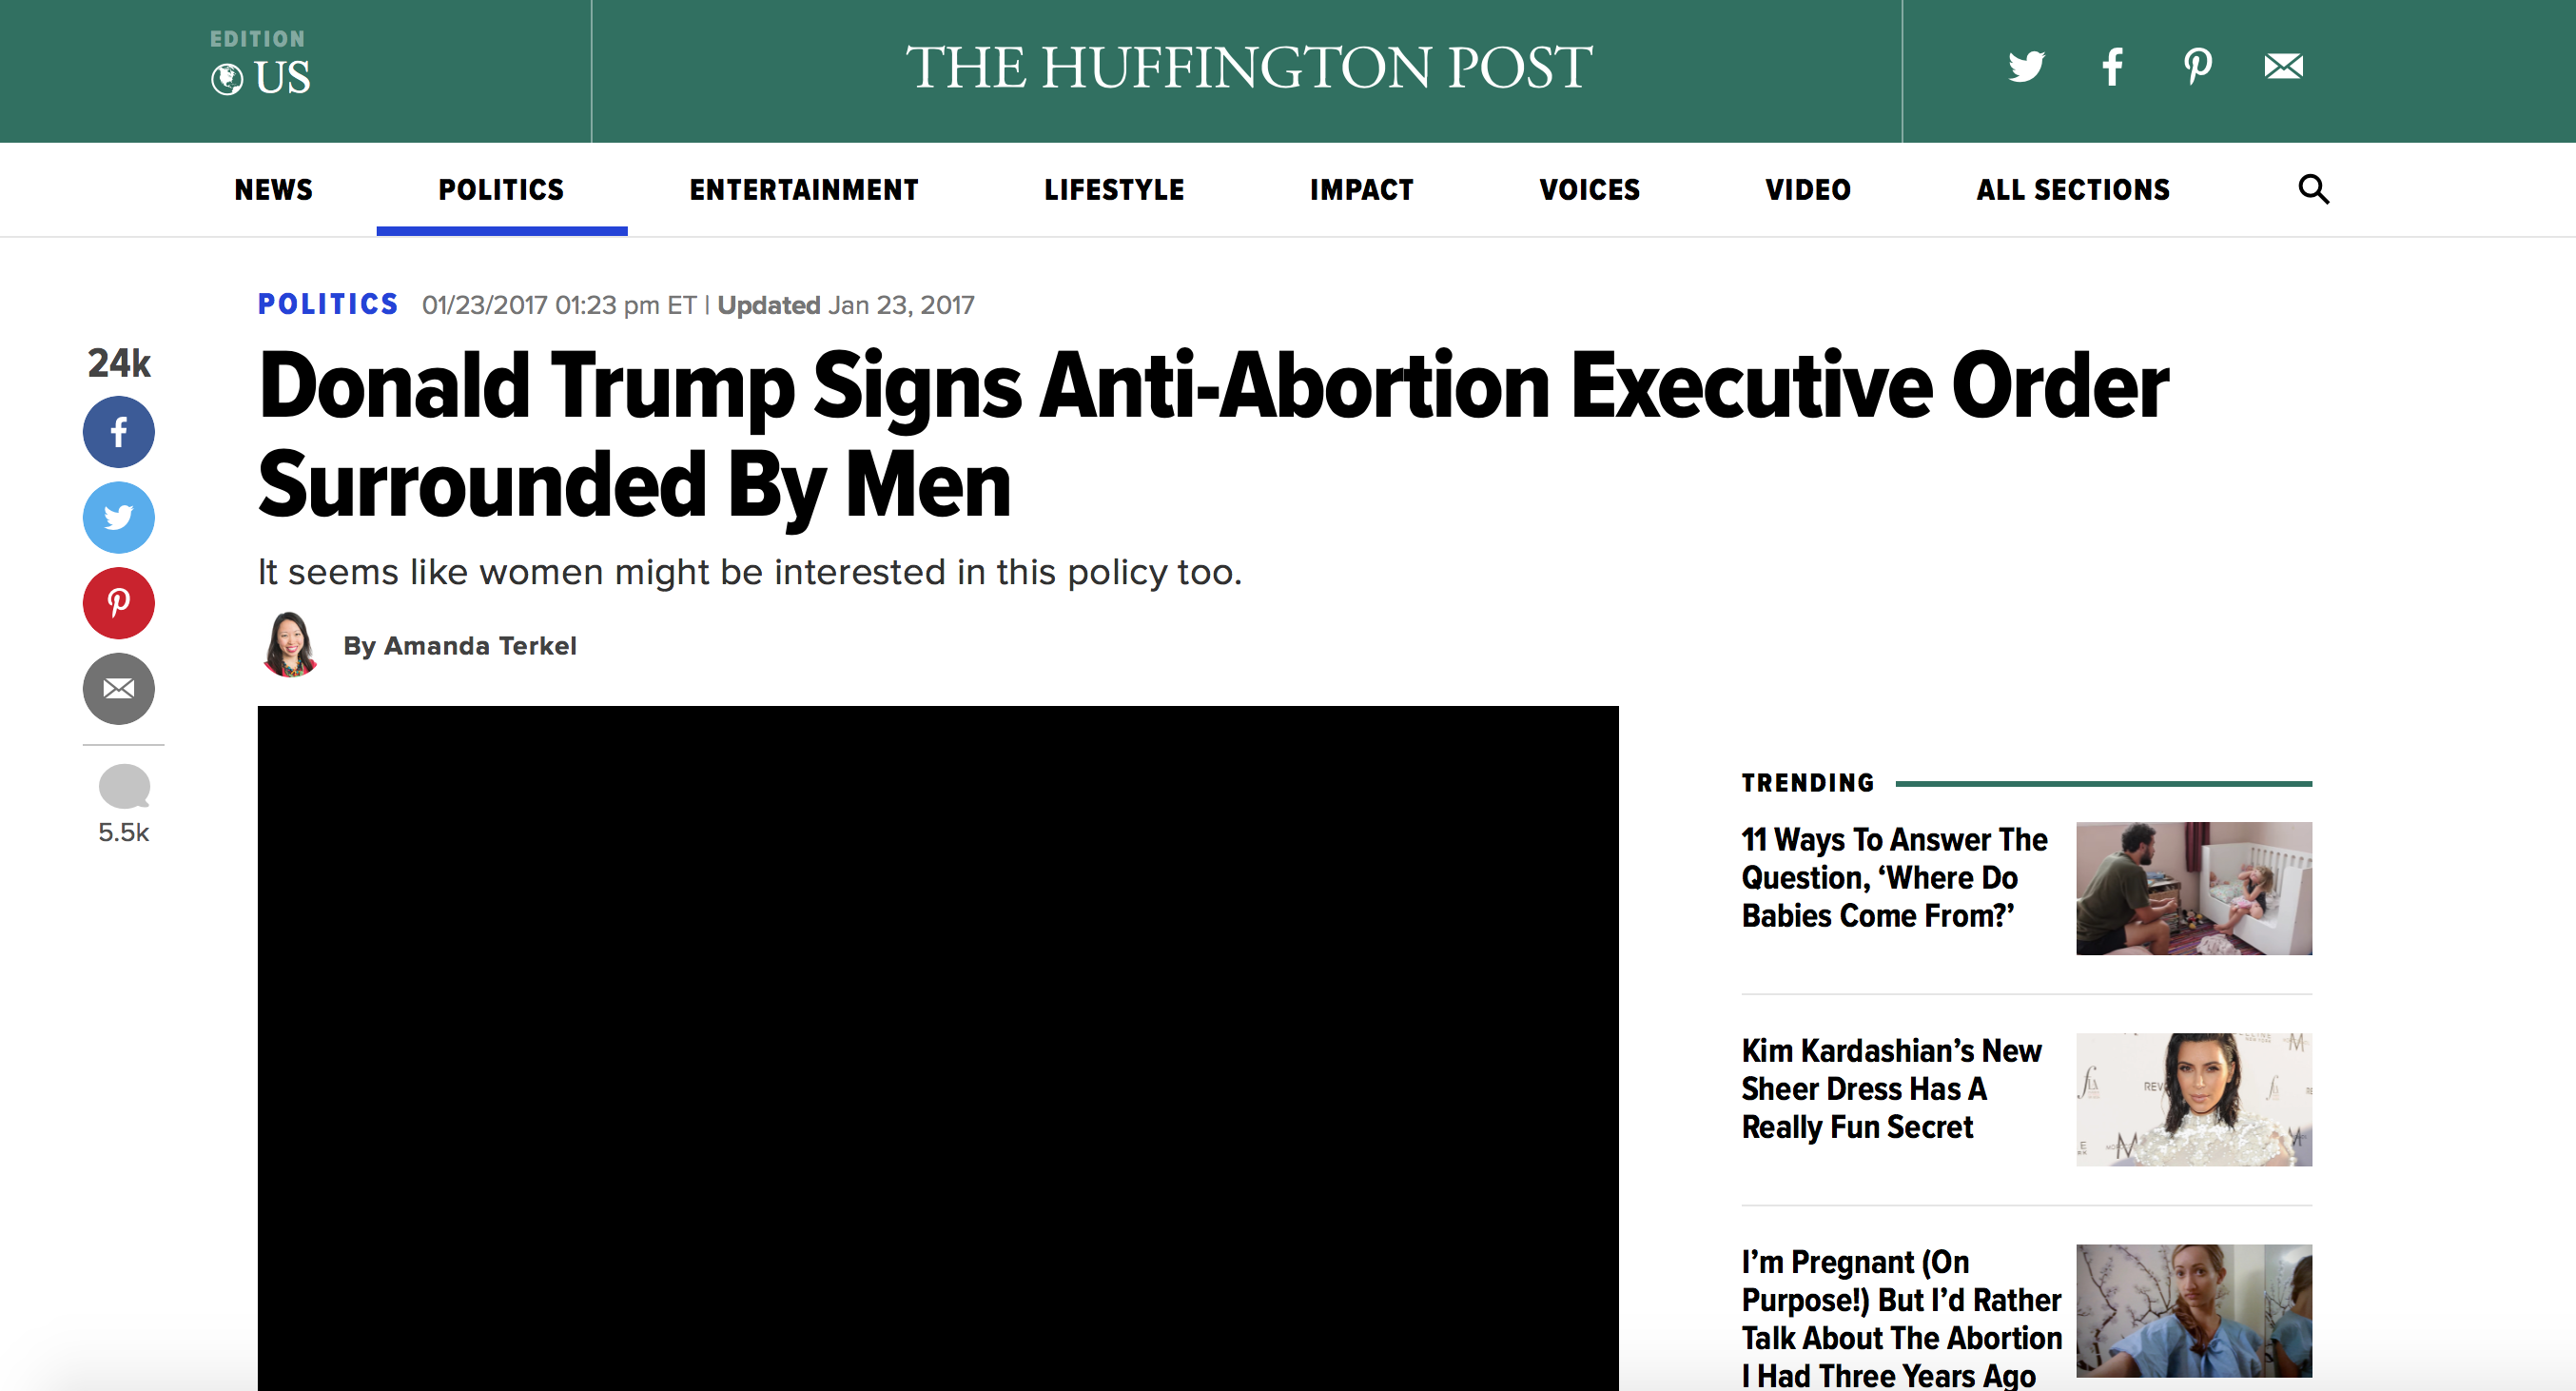 EDITION
US
THE HUFFINGTON POST
NEWS
POLITICS
ENTERTAINMENT
LIFESTYLE
IMPACT
VOICES
VIDEO
ALL SECTIONS
POLITICS 01/23/2017 01:23 pm ET | Updated Jan 23, 2017
24k
Donald Trump Signs Anti-Abortion Executive Order
Surrounded By Men
It seems like women might be interested in this policy too.
By Amanda Terkel
5.5k
TRENDING
11 Ways To Answer The
Question, ‘Where Do
Babies Come From?’
Kim Kardashian’s New
Sheer Dress Has A
Really Fun Secret
I’m Pregnant (On
Purpose!) But I’d Rather
Talk About The Abortion
I Had Three Years Ago